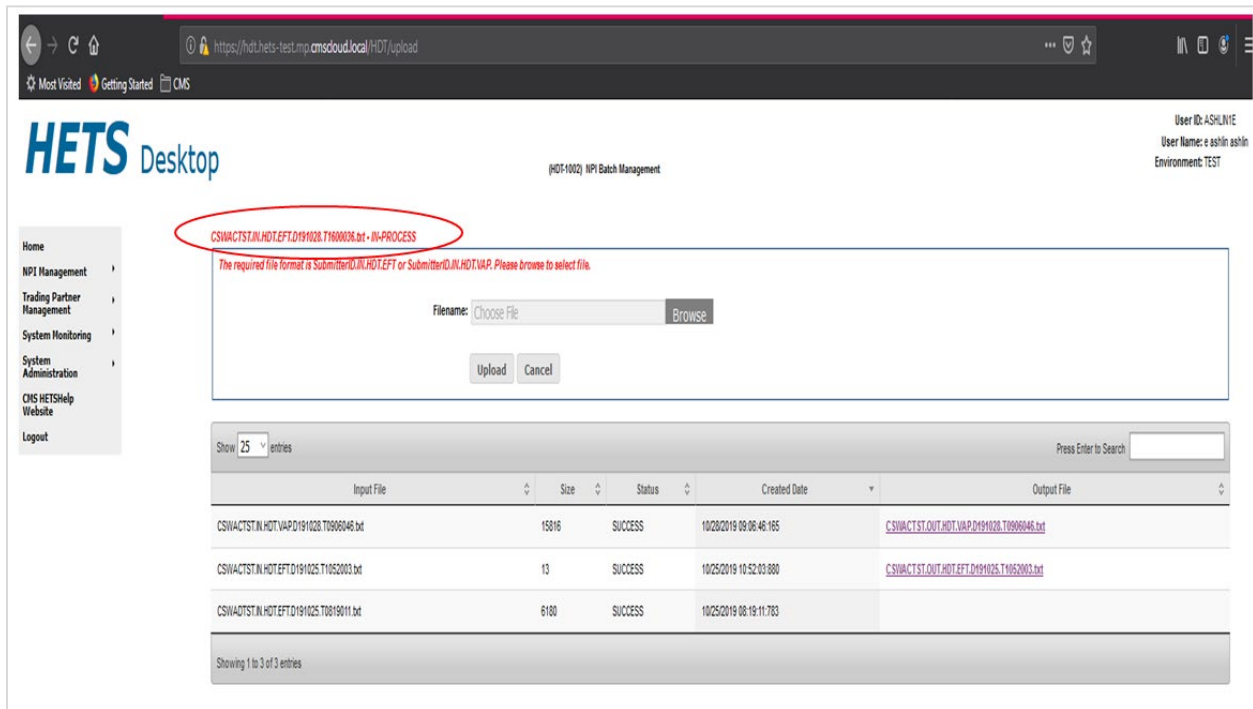 https://hdt.hets-test.mp.cmscloud.local/HDT/upload
Most Visited Getting Started CMS
HETS Desktop
(HDT-1002) NPI Batch Management
User ID: ASHLIN1E
User Name: e ashin ashin
Environment: TEST
Home
NPI Management
Trading Partner
Management
System Monitoring
System
Administration
CMS HETSHelp
Website
Logout
CSWACTST.IN.HDT.EFT.D191028.T1600036.txt - IN-PROCESS
The required file format is SubmitterID.IN.HDT.EFT or SubmitterID.IN.HDT.VAP. Please browse to select file.
Filename: Choose File Browse
Upload Cancel
Show 25 entries Press Enter to Search
Input File Size Status Created Date Output File
CSWACTST.IN.HDT.VAP.D191028.T0906046.txt 15816 SUCCESS 10/28/2019 09:06:46:165 CSWACTST.OUT.HDT.VAP.D191028.T0906046.txt
CSWACTST.IN.HDT.EFT.D191025.T1052003.txt 13 SUCCESS 10/25/2019 10:52:03:880 CSWACTST.OUT.HDT.EFT.D191025.T1052003.txt
CSWADTST.IN.HDT.EFT.D191025.T0819011.txt 6180 SUCCESS 10/25/2019 08:19:11:783
Showing 1 to 3 of 3 entries